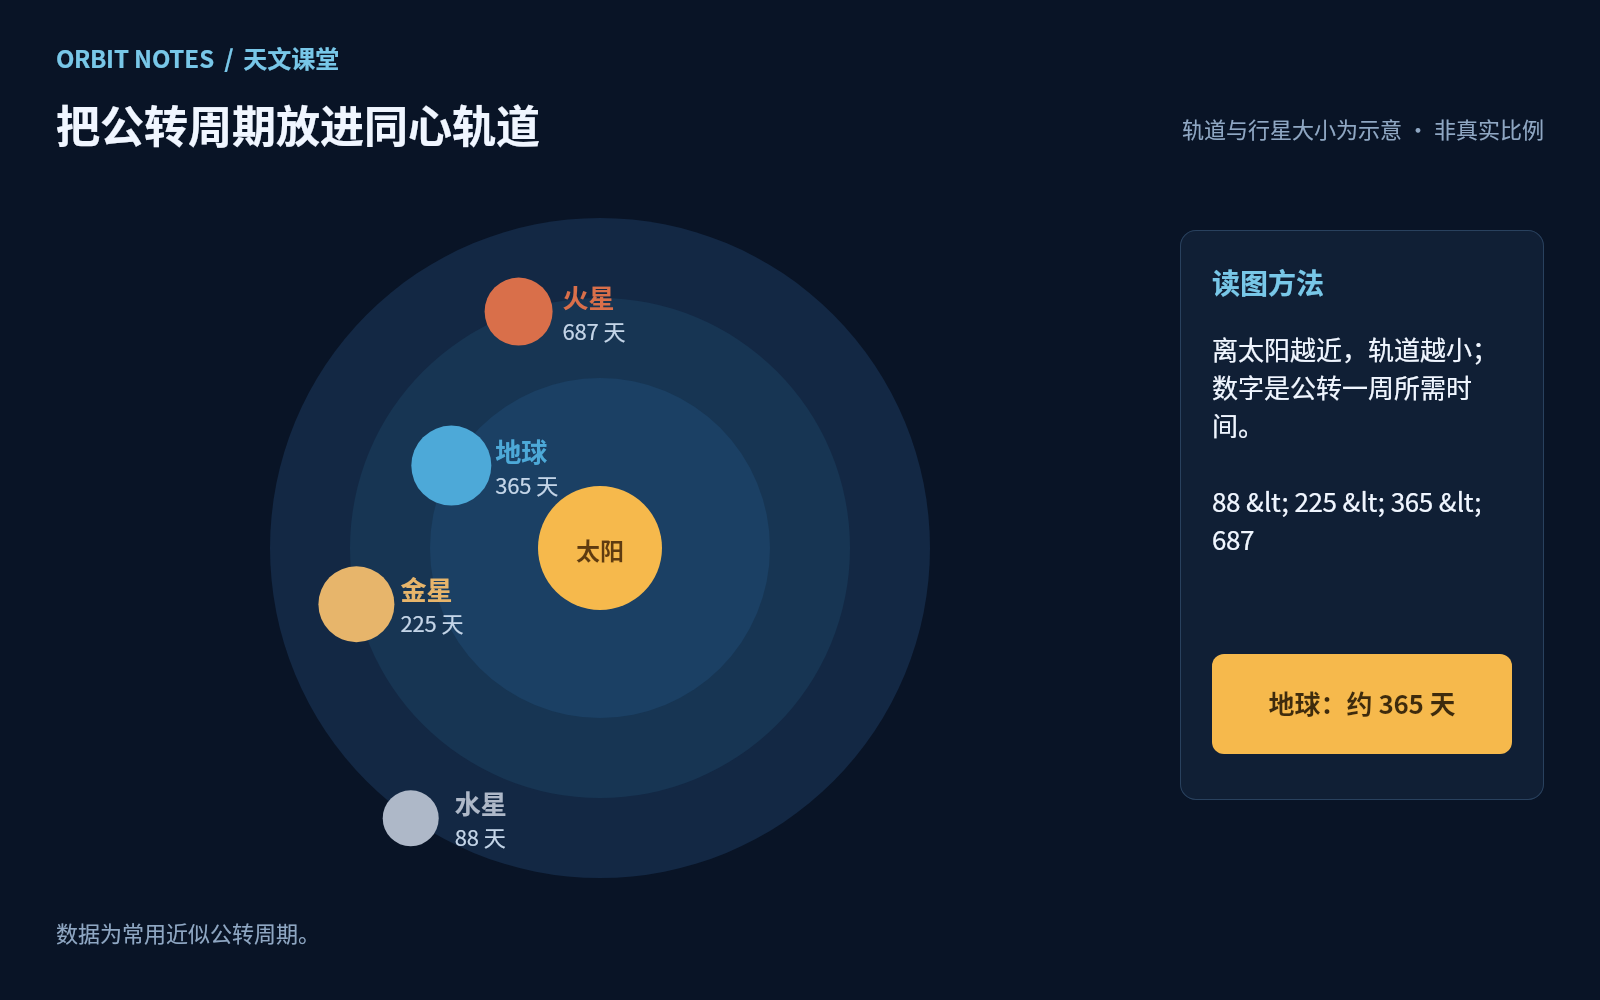 ORBIT NOTES / 天文课堂
把公转周期放进同心轨道
轨道与行星大小为示意 · 非真实比例
火星
687 天
地球
365 天
太阳
金星
225 天
水星
88 天
读图方法
离太阳越近，轨道越小；
数字是公转一周所需时
间。
88 &lt; 225 &lt; 365 &lt;
687
地球：约 365 天
数据为常用近似公转周期。